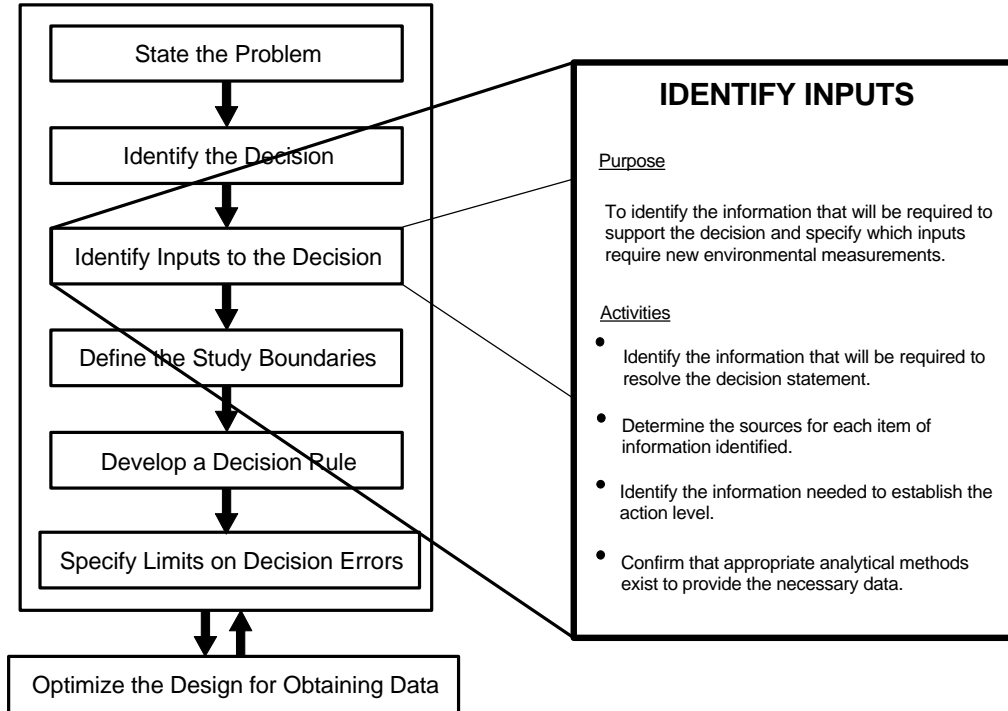 State the Problem
Identify the Decision
Identify Inputs to the Decision
Define the Study Boundaries
Develop a Decision Rule
Specify Limits on Decision Errors
Optimize the Design for Obtaining Data
IDENTIFY INPUTS
Purpose
To identify the information that will be required to
support the decision and specify which inputs
require new environmental measurements.
Activities
• Identify the information that will be required to
resolve the decision statement.
• Determine the sources for each item of
information identified.
• Identify the information needed to establish the
action level.
• Confirm that appropriate analytical methods
exist to provide the necessary data.